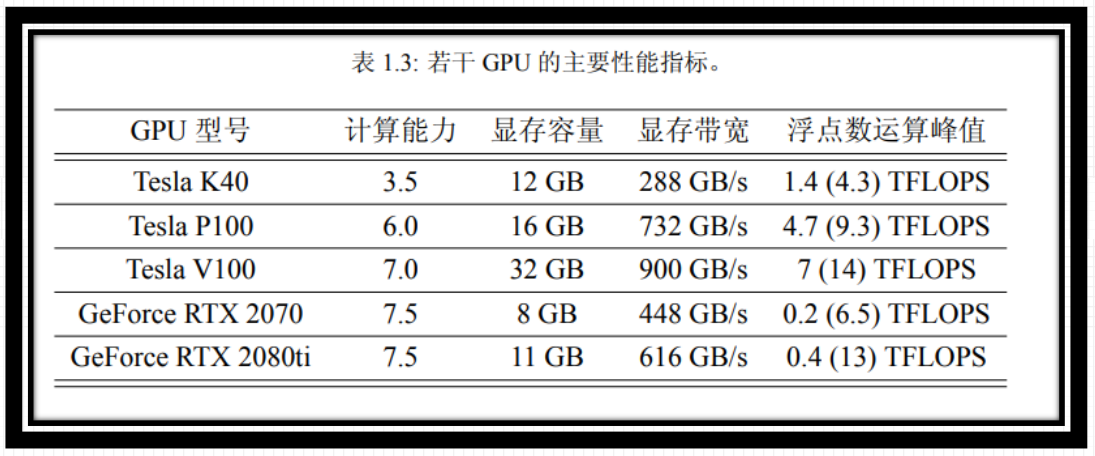 表 1.3: 若干 GPU 的主要性能指标。
GPU 型号 计算能力 显存容量 显存带宽 浮点数运算峰值
Tesla K40 3.5 12 GB 288 GB/s 1.4 (4.3) TFLOPS
Tesla P100 6.0 16 GB 732 GB/s 4.7 (9.3) TFLOPS
Tesla V100 7.0 32 GB 900 GB/s 7 (14) TFLOPS
GeForce RTX 2070 7.5 8 GB 448 GB/s 0.2 (6.5) TFLOPS
GeForce RTX 2080ti 7.5 11 GB 616 GB/s 0.4 (13) TFLOPS